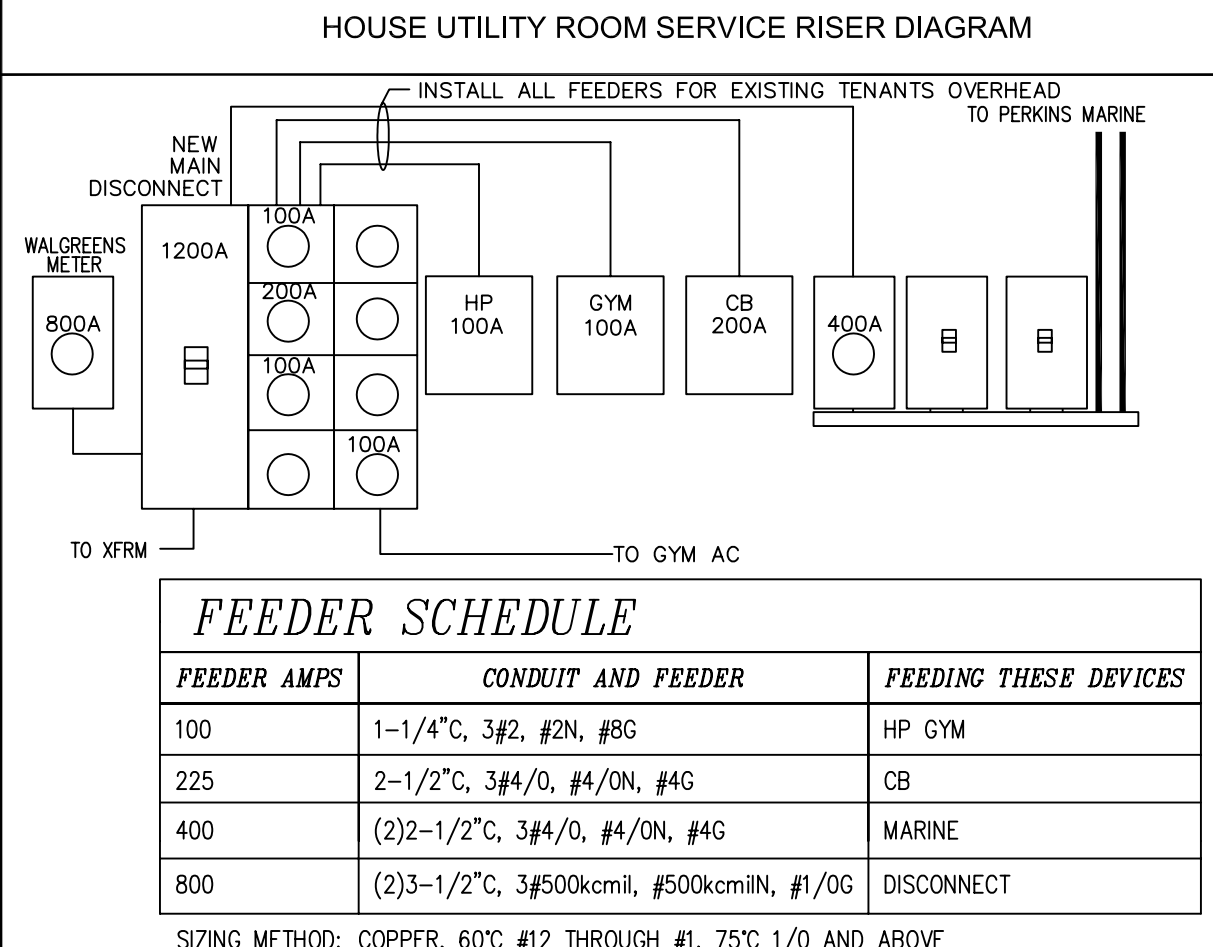 HOUSE UTILITY ROOM SERVICE RISER DIAGRAM
INSTALL ALL FEEDERS FOR EXISTING TENANTS OVERHEAD
TO PERKINS MARINE
NEW
MAIN
DISCONNECT
WALGREENS
METER
800A
1200A
100A
200A
100A
100A
HP
100A
GYM
100A
CB
200A
400A
TO XFRM
TO GYM AC
FEEDER SCHEDULE
FEEDER AMPS CONDUIT AND FEEDER FEEDING THESE DEVICES
100 1-1/4"C, 3#2, #2N, #8G HP GYM
225 2-1/2"C, 3#4/0, #4/0N, #4G CB
400 (2)2-1/2"C, 3#4/0, #4/0N, #4G MARINE
800 (2)3-1/2"C, 3#500kcmil, #500kcmilN, #1/0G DISCONNECT
SIZING METHOD: COPPER, 60°C #12 THROUGH #1, 75°C 1/0 AND ABOVE